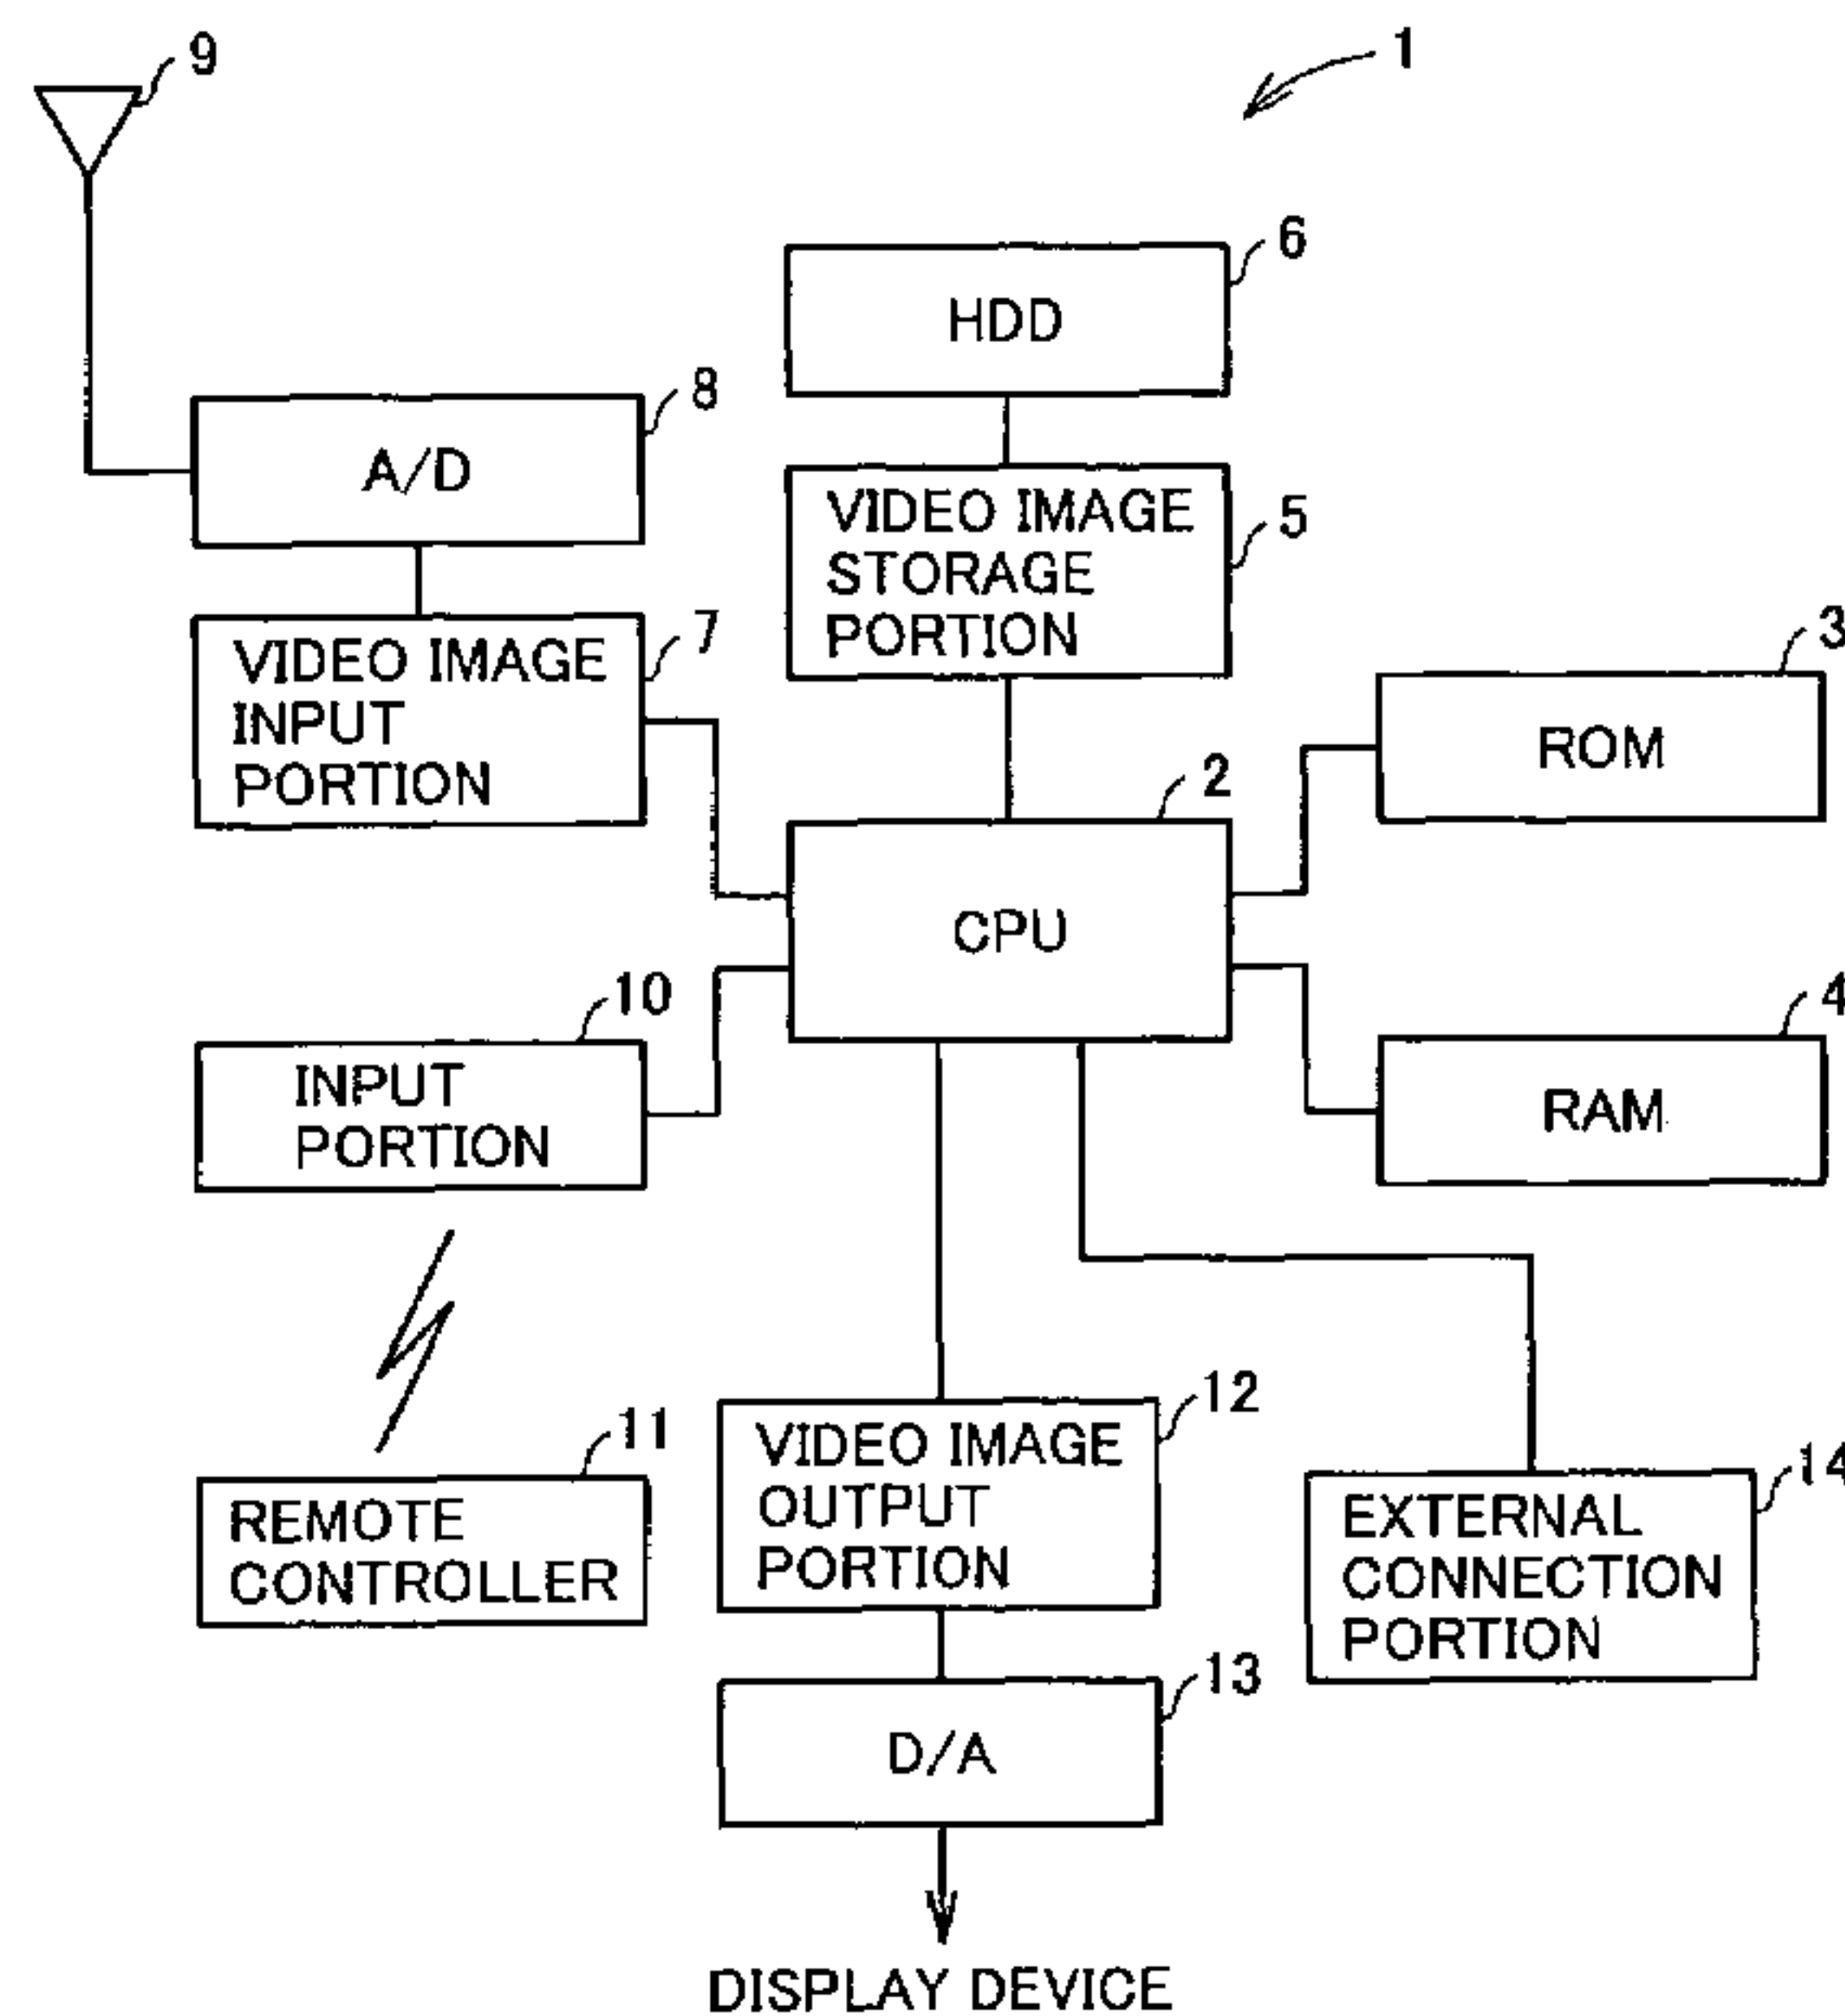 9
1
6
HDD
8
A/D
VIDEO IMAGE
STORAGE
PORTION
5
7
VIDEO IMAGE
INPUT
PORTION
3
ROM
2
CPU
10
INPUT
PORTION
4
RAM
12
VIDEO IMAGE
OUTPUT
PORTION
11
REMOTE
CONTROLLER
14
EXTERNAL
CONNECTION
PORTION
13
D/A
DISPLAY DEVICE